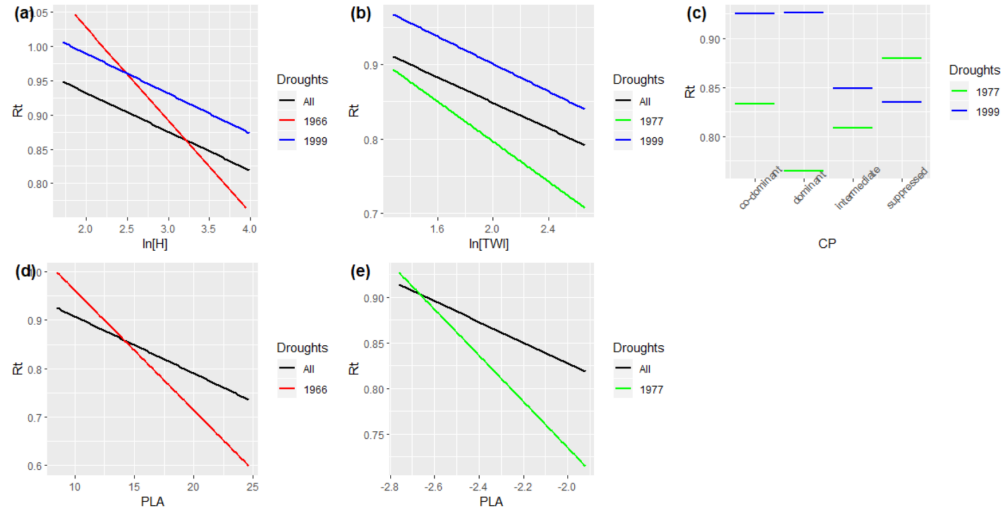 (a)
1.05
1.00
0.95
0.90
0.85
0.80
Rt
2.0 2.5 3.0 3.5 4.0
ln[H]
Droughts
All
1966
1999
(b)
0.9
0.8
0.7
Rt
1.6 2.0 2.4
ln[TWI]
Droughts
All
1977
1999
(c)
0.90
0.85
0.80
Rt
co-dominant dominant intermediate suppressed
CP
Droughts
1977
1999
(d)
0.9
0.8
0.7
0.6
Rt
10 15 20 25
PLA
Droughts
All
1966
(e)
0.90
0.85
0.80
0.75
Rt
-2.8 -2.6 -2.4 -2.2 -2.0
PLA
Droughts
All
1977